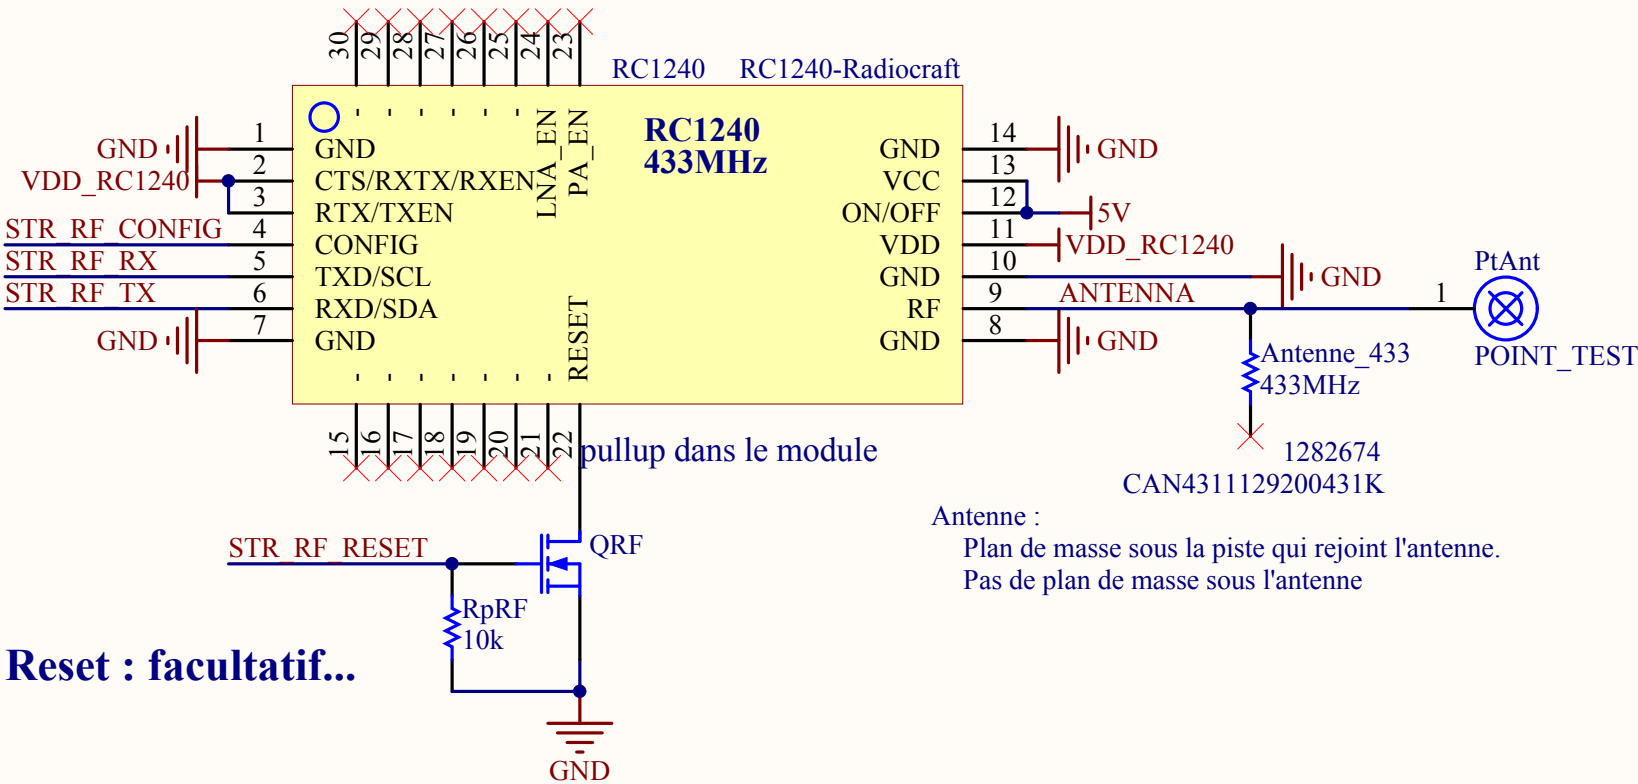 30 29 28 27 26 25 24 23
RC1240 RC1240-Radiocraft
RC1240
433MHz
LNA_EN
PA_EN
GND 1 GND
VDD_RC1240 2 CTS/RXTX/RXEN
3 RTX/TXEN
STR_RF_CONFIG 4 CONFIG
STR_RF_RX 5 TXD/SCL
STR_RF_TX 6 RXD/SDA
GND 7 GND
GND 14 GND
VCC 13
ON/OFF 12 5V
VDD 11 VDD_RC1240
GND 10 GND
RF 9 ANTENNA
GND 8 GND
RESET
1 PtAnt
POINT_TEST
Antenne_433
433MHz
1282674
CAN4311129200431K
15 16 17 18 19 20 21 22
pullup dans le module
Antenne :
Plan de masse sous la piste qui rejoint l'antenne.
Pas de plan de masse sous l'antenne
STR_RF_RESET
QRF
RpRF
10k
Reset : facultatif...
GND